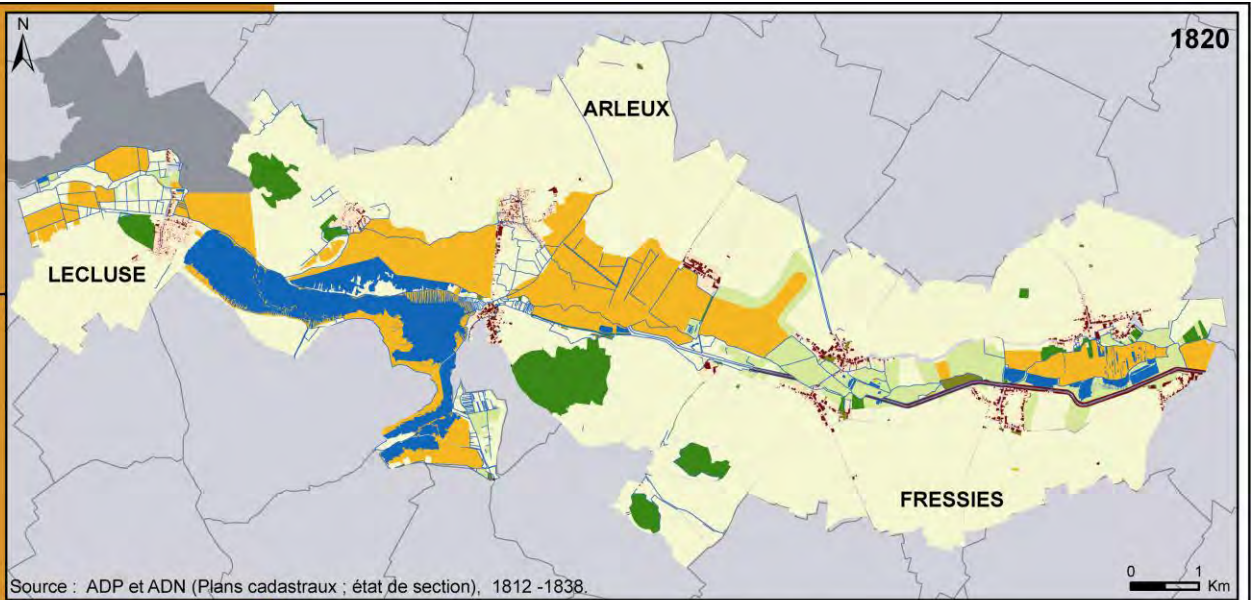 N
1820
ARLEUX
LECLUSE
FRESSIES
Source : ADP et ADN (Plans cadastraux ; état de section), 1812 -1838.
0 1
Km